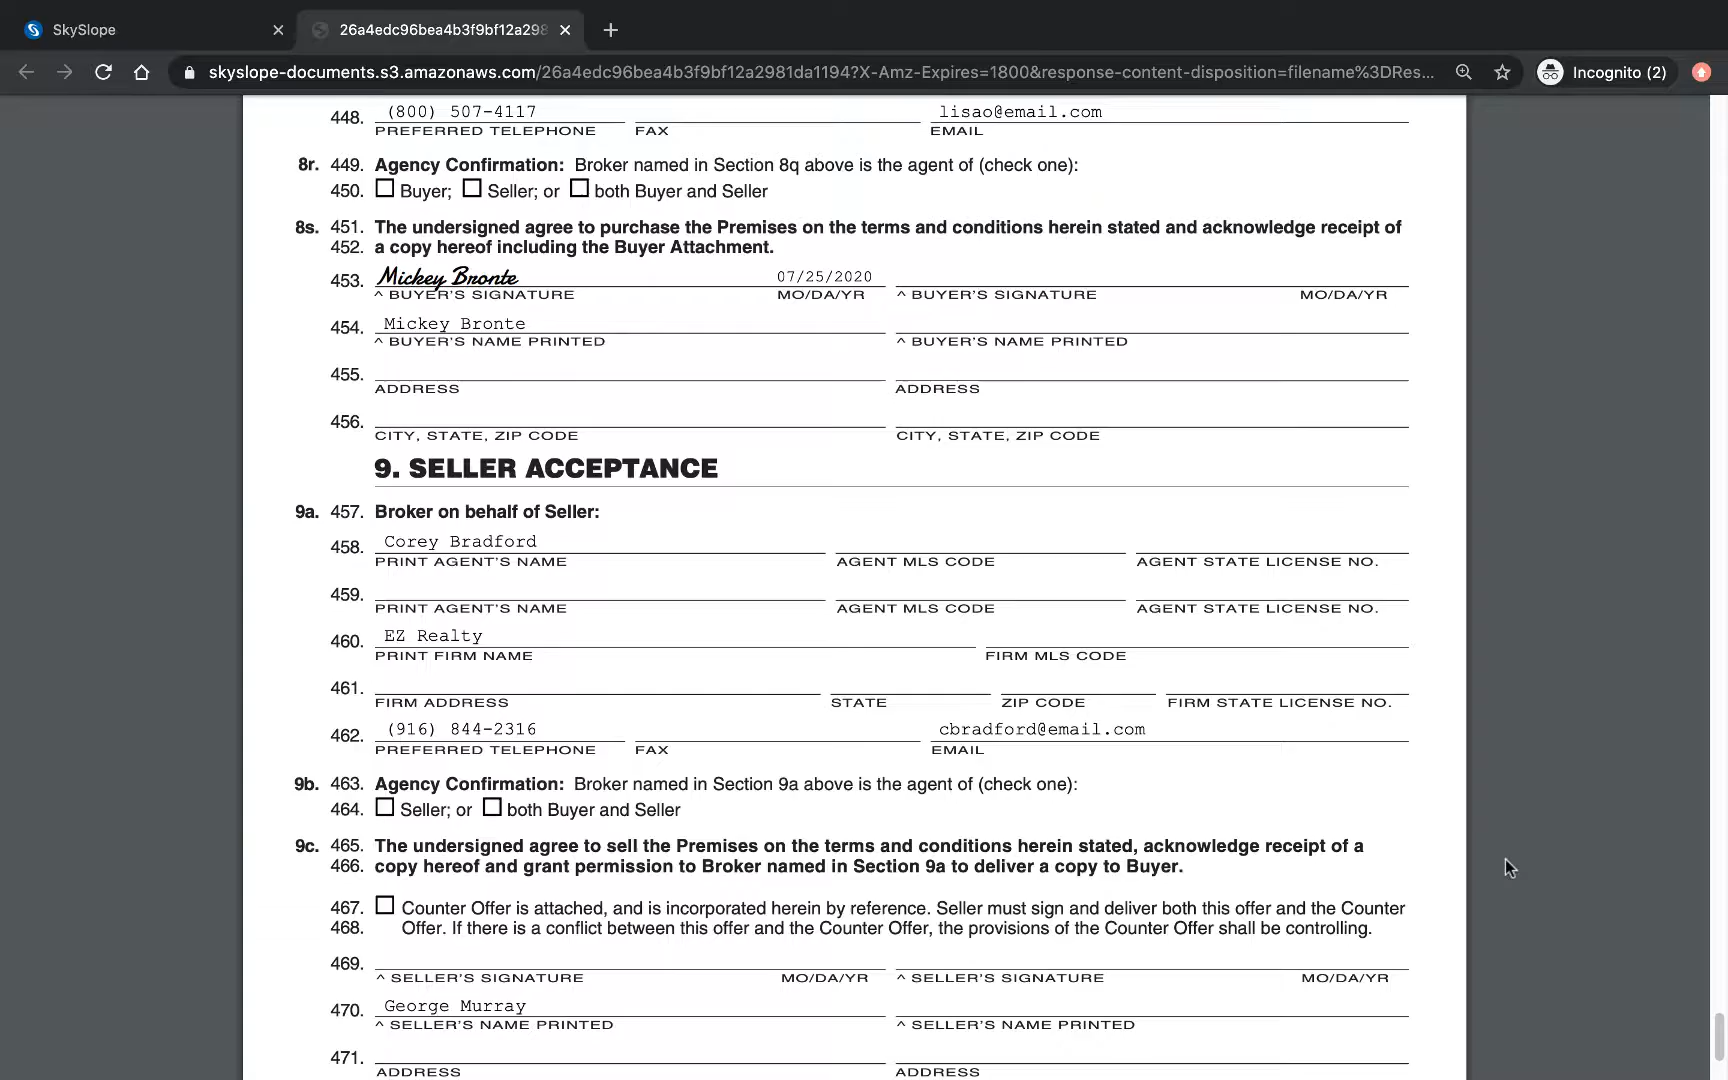 SkySlope
26a4edc96bea4b3f9bf12a298
skyslope-documents.s3.amazonaws.com/26a4edc96bea4b3f9bf12a2981da1194?X-Amz-Expires=1800&response-content-disposition=filename%3DRes...
Incognito (2)
448. (800) 507-4117 lisao@email.com
PREFERRED TELEPHONE FAX EMAIL
8r. 449. Agency Confirmation: Broker named in Section 8q above is the agent of (check one):
450. Buyer; Seller; or both Buyer and Seller
8s. 451. The undersigned agree to purchase the Premises on the terms and conditions herein stated and acknowledge receipt of
452. a copy hereof including the Buyer Attachment.
453. Mickey Bronte 07/25/2020
^ BUYER'S SIGNATURE MO/DA/YR ^ BUYER'S SIGNATURE MO/DA/YR
454. Mickey Bronte
^ BUYER'S NAME PRINTED ^ BUYER'S NAME PRINTED
455.
ADDRESS ADDRESS
456.
CITY, STATE, ZIP CODE CITY, STATE, ZIP CODE
9. SELLER ACCEPTANCE
9a. 457. Broker on behalf of Seller:
458. Corey Bradford
PRINT AGENT'S NAME AGENT MLS CODE AGENT STATE LICENSE NO.
459.
PRINT AGENT'S NAME AGENT MLS CODE AGENT STATE LICENSE NO.
460. EZ Realty
PRINT FIRM NAME FIRM MLS CODE
461.
FIRM ADDRESS STATE ZIP CODE FIRM STATE LICENSE NO.
462. (916) 844-2316 cbradford@email.com
PREFERRED TELEPHONE FAX EMAIL
9b. 463. Agency Confirmation: Broker named in Section 9a above is the agent of (check one):
464. Seller; or both Buyer and Seller
9c. 465. The undersigned agree to sell the Premises on the terms and conditions herein stated, acknowledge receipt of a
466. copy hereof and grant permission to Broker named in Section 9a to deliver a copy to Buyer.
467. Counter Offer is attached, and is incorporated herein by reference. Seller must sign and deliver both this offer and the Counter
468. Offer. If there is a conflict between this offer and the Counter Offer, the provisions of the Counter Offer shall be controlling.
469.
^ SELLER'S SIGNATURE MO/DA/YR ^ SELLER'S SIGNATURE MO/DA/YR
470. George Murray
^ SELLER'S NAME PRINTED ^ SELLER'S NAME PRINTED
471.
ADDRESS ADDRESS